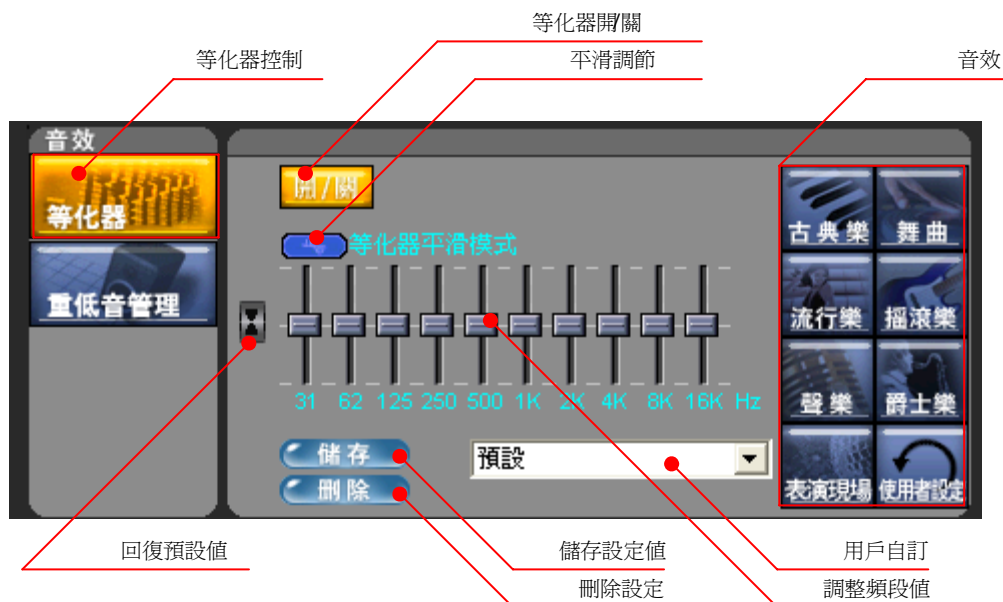 等化器開/關
等化器控制
平滑調節
音效
音效
等化器
重低音管理
開/關
等化器平滑模式
31 62 125 250 500 1K 2K 4K 8K 16K Hz
儲存
刪除
預設
古典樂 舞曲
流行樂 搖滾樂
聲樂 爵士樂
表演現場 使用者設定
回復預設值
儲存設定值
用戶自訂
刪除設定
調整頻段值